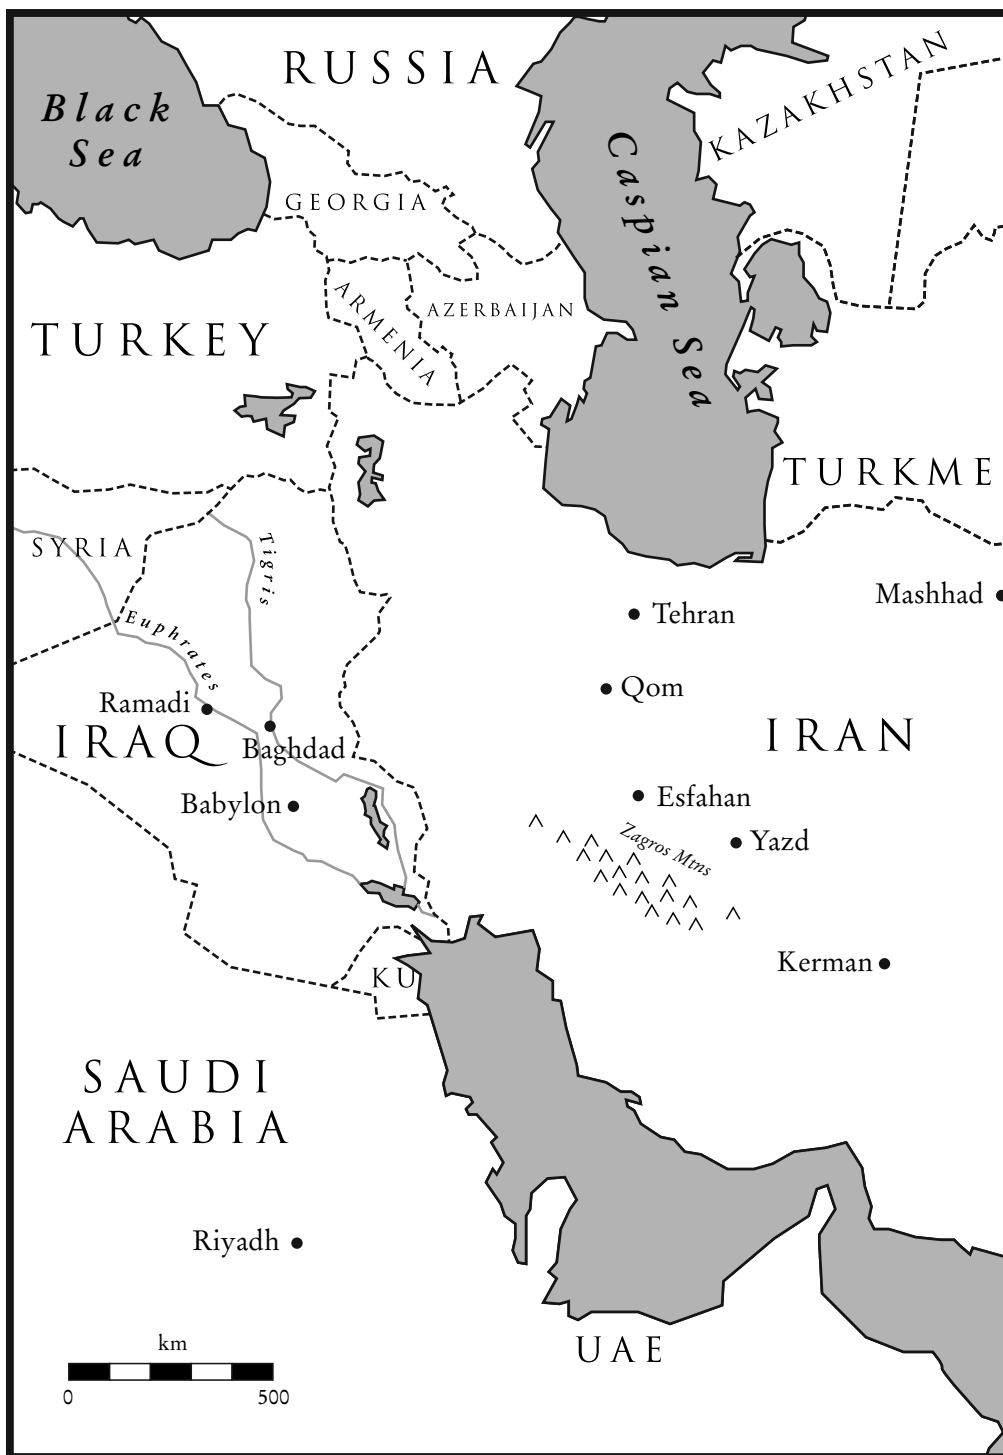 RUSSIA
KAZAKHSTAN
Black
Sea
Caspian Sea
GEORGIA
ARMENIA
AZERBAIJAN
TURKEY
TURKME
SYRIA
Tigris
Mashhad
Tehran
Euphrates
Qom
Ramadi
IRAQ
Baghdad
IRAN
Babylon
Esfahan
Zagros Mtns
Yazd
Kerman
KU
SAUDI
ARABIA
Riyadh
UAE
km
0 500